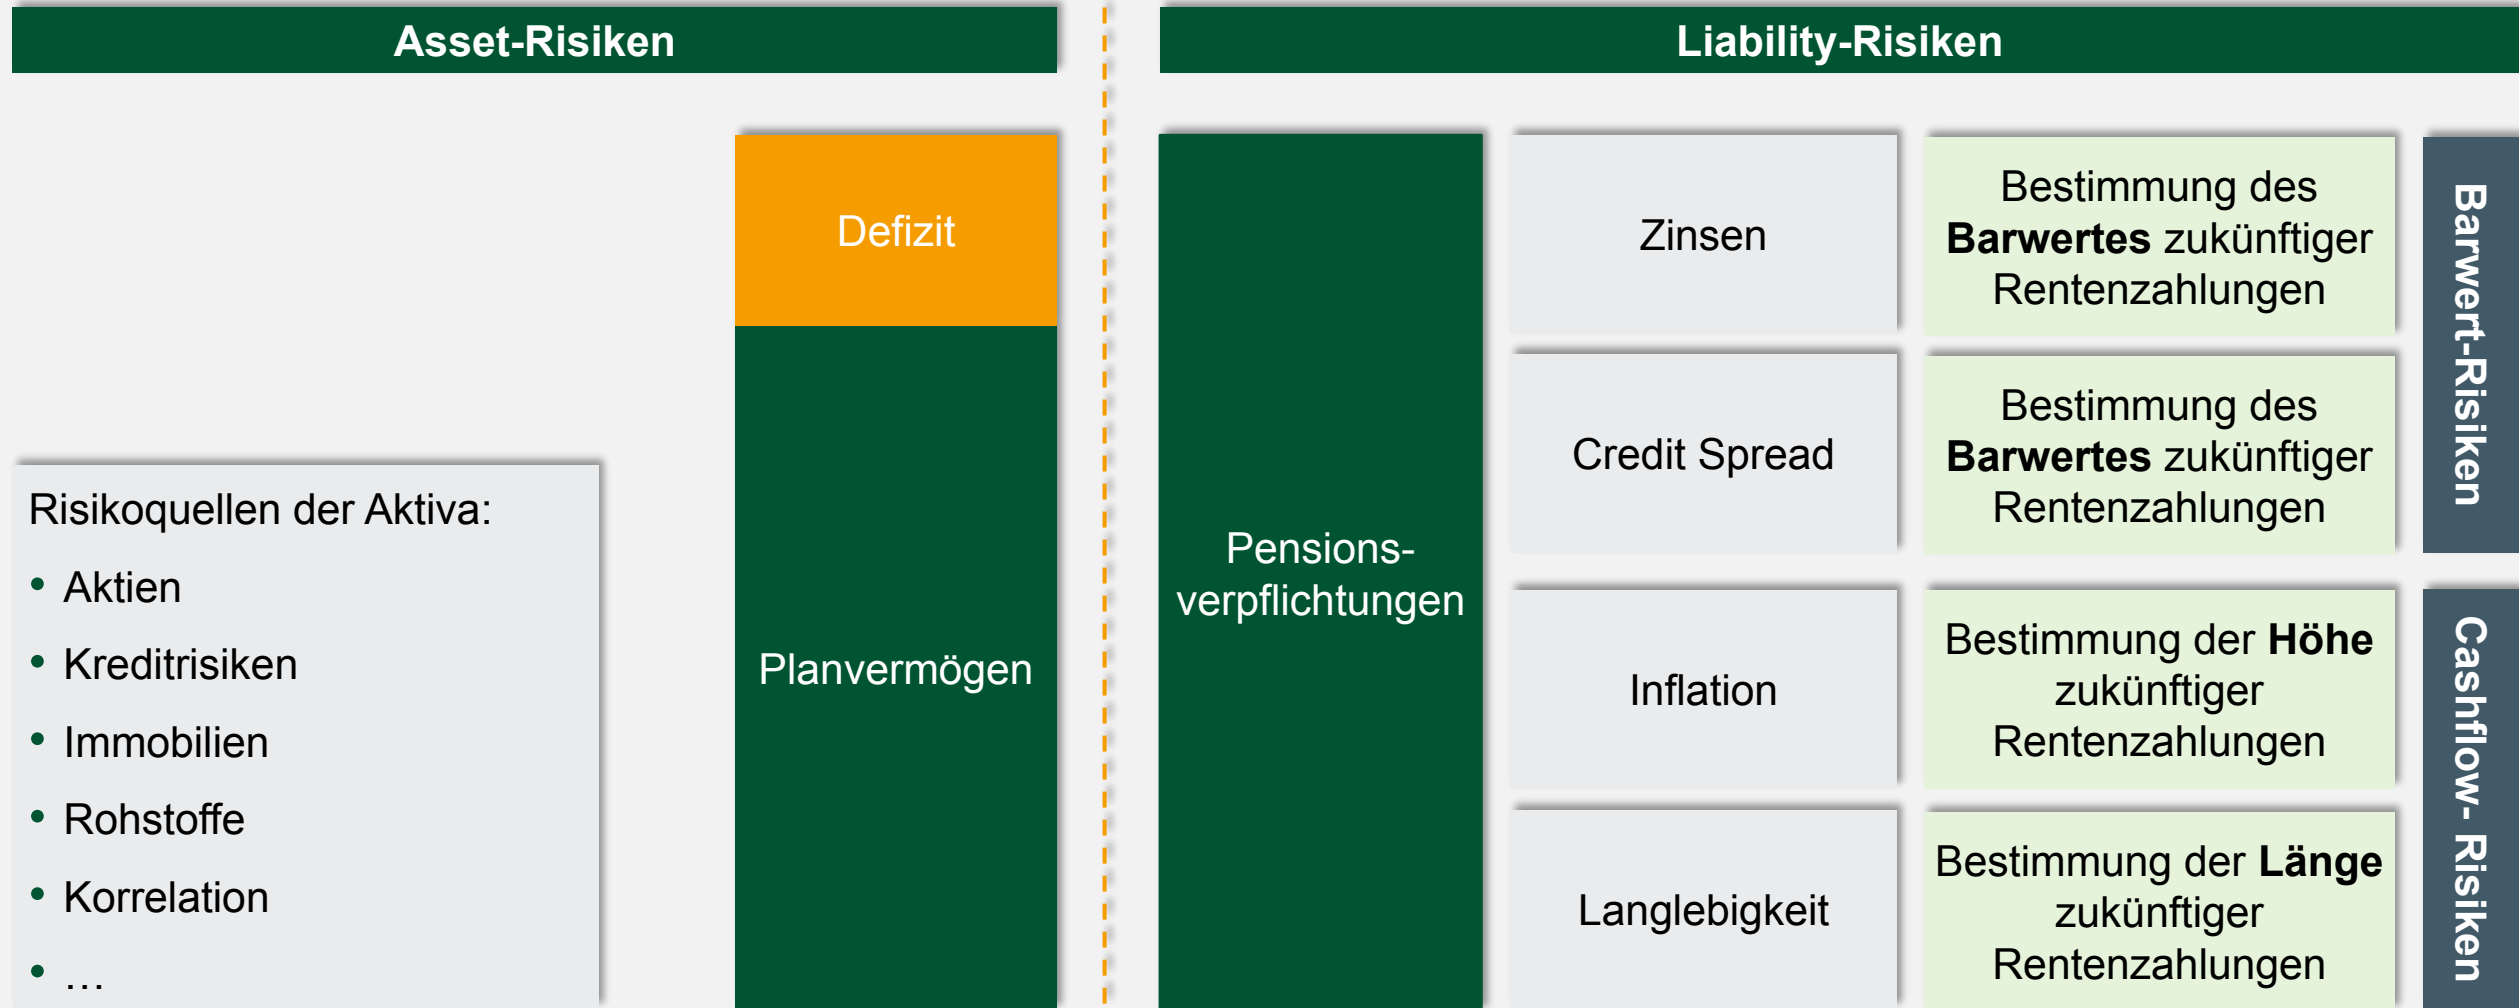 Asset-Risiken
Liability-Risiken
Risikoquellen der Aktiva:
• Aktien
• Kreditrisiken
• Immobilien
• Rohstoffe
• Korrelation
• …
Defizit
Planvermögen
Pensions-
verpflichtungen
Zinsen
Bestimmung des
Barwertes zukünftiger
Rentenzahlungen
Credit Spread
Bestimmung des
Barwertes zukünftiger
Rentenzahlungen
Barwert-Risiken
Inflation
Bestimmung der Höhe
zukünftiger
Rentenzahlungen
Langlebigkeit
Bestimmung der Länge
zukünftiger
Rentenzahlungen
Cashflow- Risiken